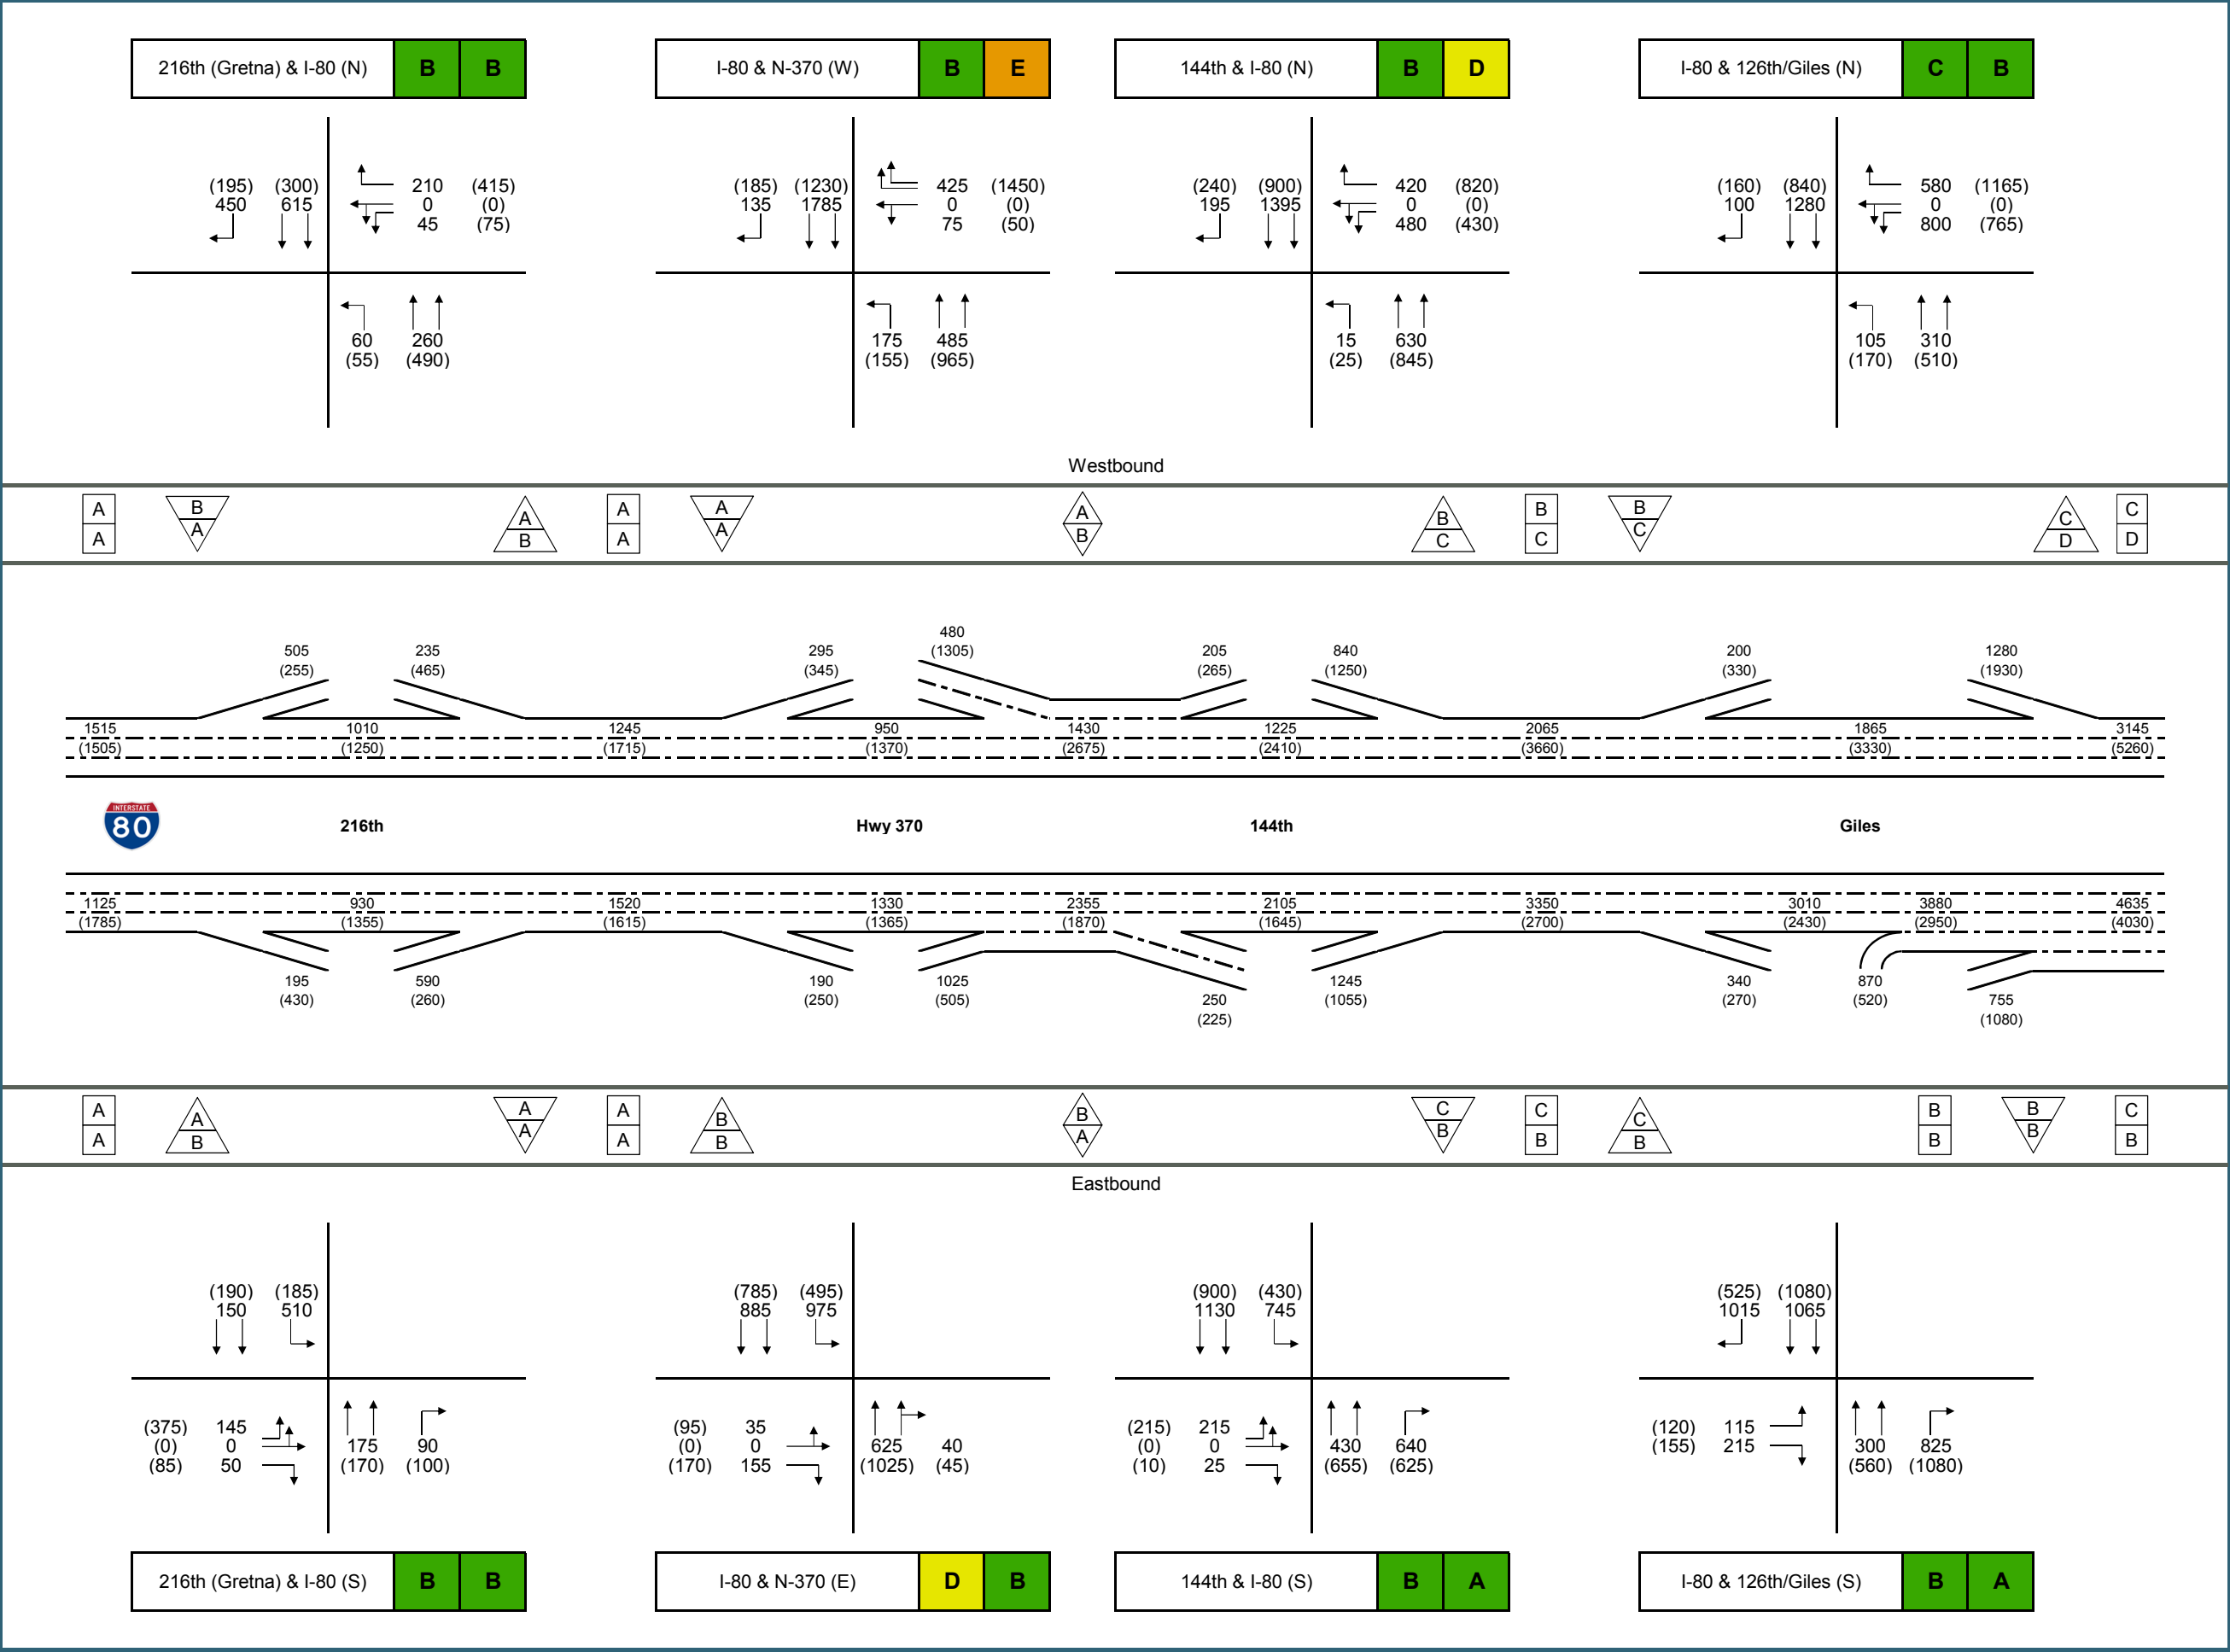 216th (Gretna) & I-80 (N) B B
I-80 & N-370 (W) B E
144th & I-80 (N) B D
I-80 & 126th/Giles (N) C B
(195) (300) 210 (415)
450 615 0 (0)
45 (75)
60 260
(55) (490)
(185) (1230) 425 (1450)
135 1785 0 (0)
75 (50)
175 485
(155) (965)
(240) (900) 420 (820)
195 1395 0 (0)
480 (430)
15 630
(25) (845)
(160) (840) 580 (1165)
100 1280 0 (0)
800 (765)
105 310
(170) (510)
Westbound
A B A A A A B C B C C
A A B A A B C C C D D
480
505 235 295 (1305) 205 840 200 1280
(255) (465) (345) (265) (1250) (330) (1930)
1515 1010 1245 950 1430 1225 2065 1865 3145
(1505) (1250) (1715) (1370) (2675) (2410) (3660) (3330) (5260)
INTERSTATE
80 216th Hwy 370 144th Giles
1125 930 1520 1330 2355 2105 3350 3010 3880 4635
(1785) (1355) (1615) (1365) (1870) (1645) (2700) (2430) (2950) (4030)
195 590 190 1025 250 1245 340 870 755
(430) (260) (250) (505) (225) (1055) (270) (520) (1080)
A A A A B B C C C B B C
A B A A B A B B B B B B
Eastbound
(190) (185)
150 510
(375) 145
(0) 0 175 90
(85) 50 (170) (100)
(785) (495)
885 975
(95) 35
(0) 0 625 40
(170) 155 (1025) (45)
(900) (430)
1130 745
(215) 215
(0) 0 430 640
(10) 25 (655) (625)
(525) (1080)
1015 1065
(120) 115
(155) 215 300 825
(560) (1080)
216th (Gretna) & I-80 (S) B B
I-80 & N-370 (E) D B
144th & I-80 (S) B A
I-80 & 126th/Giles (S) B A